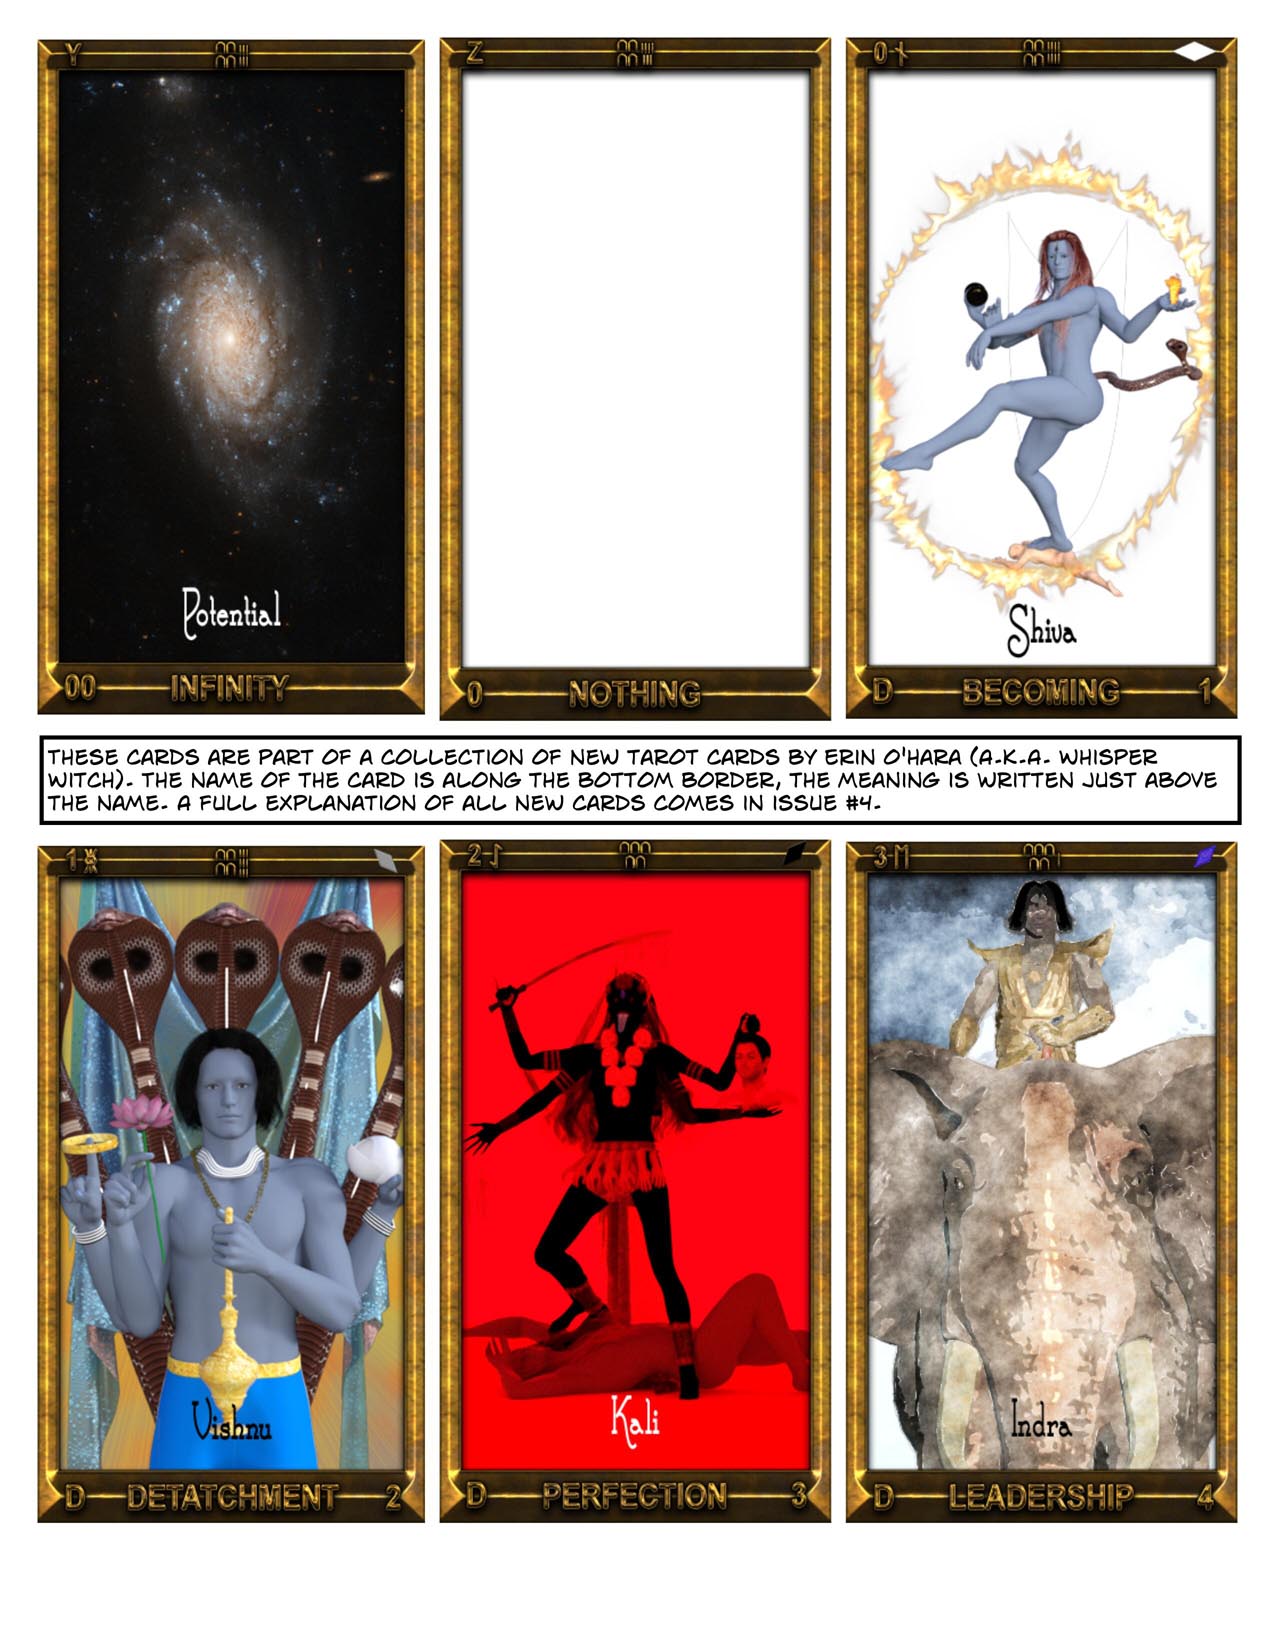 Y
Potential
00 INFINITY
Z
0 NOTHING
0
Shiva
D BECOMING 1
THESE CARDS ARE PART OF A COLLECTION OF NEW TAROT CARDS BY ERIN O'HARA (A.K.A. WHISPER
WITCH). THE NAME OF THE CARD IS ALONG THE BOTTOM BORDER, THE MEANING IS WRITTEN JUST ABOVE
THE NAME. A FULL EXPLANATION OF ALL NEW CARDS COMES IN ISSUE #4.
1
Vishnu
D DETATCHMENT 2
2
Kali
D PERFECTION 3
3
Indra
D LEADERSHIP 4